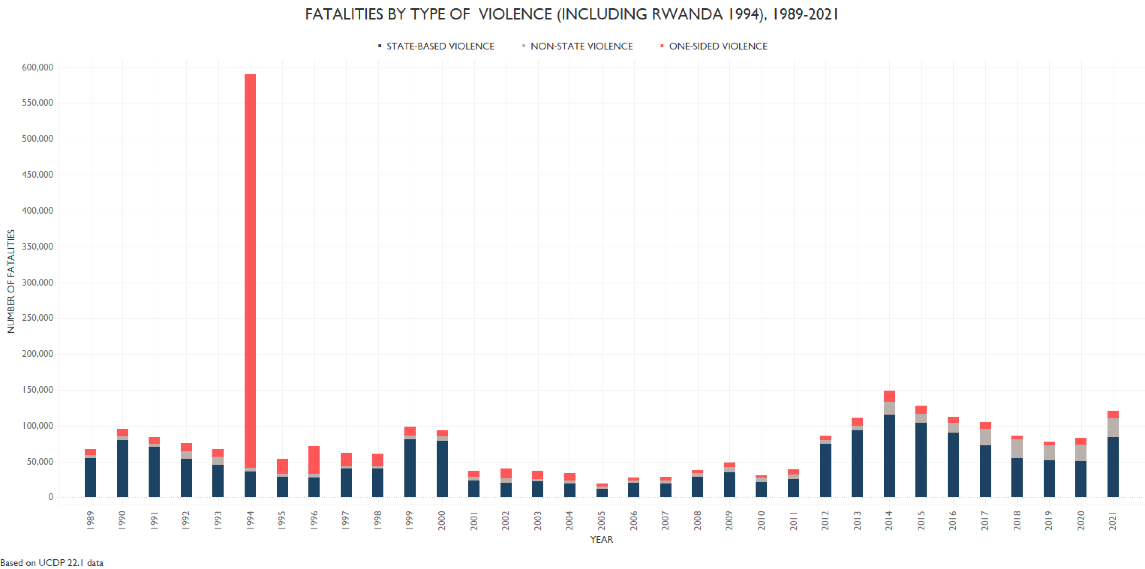 FATALITIES BY TYPE OF VIOLENCE (INCLUDING RWANDA 1994), 1989-2021
STATE-BASED VIOLENCE NON-STATE VIOLENCE ONE-SIDED VIOLENCE
600,000
550,000
500,000
450,000
400,000
350,000
300,000
250,000
200,000
150,000
100,000
50,000
0
NUMBER OF FATALITIES
1989 1990 1991 1992 1993 1994 1995 1996 1997 1998 1999 2000 2001 2002 2003 2004 2005 2006 2007 2008 2009 2010 2011 2012 2013 2014 2015 2016 2017 2018 2019 2020 2021
YEAR
Based on UCDP 22.1 data